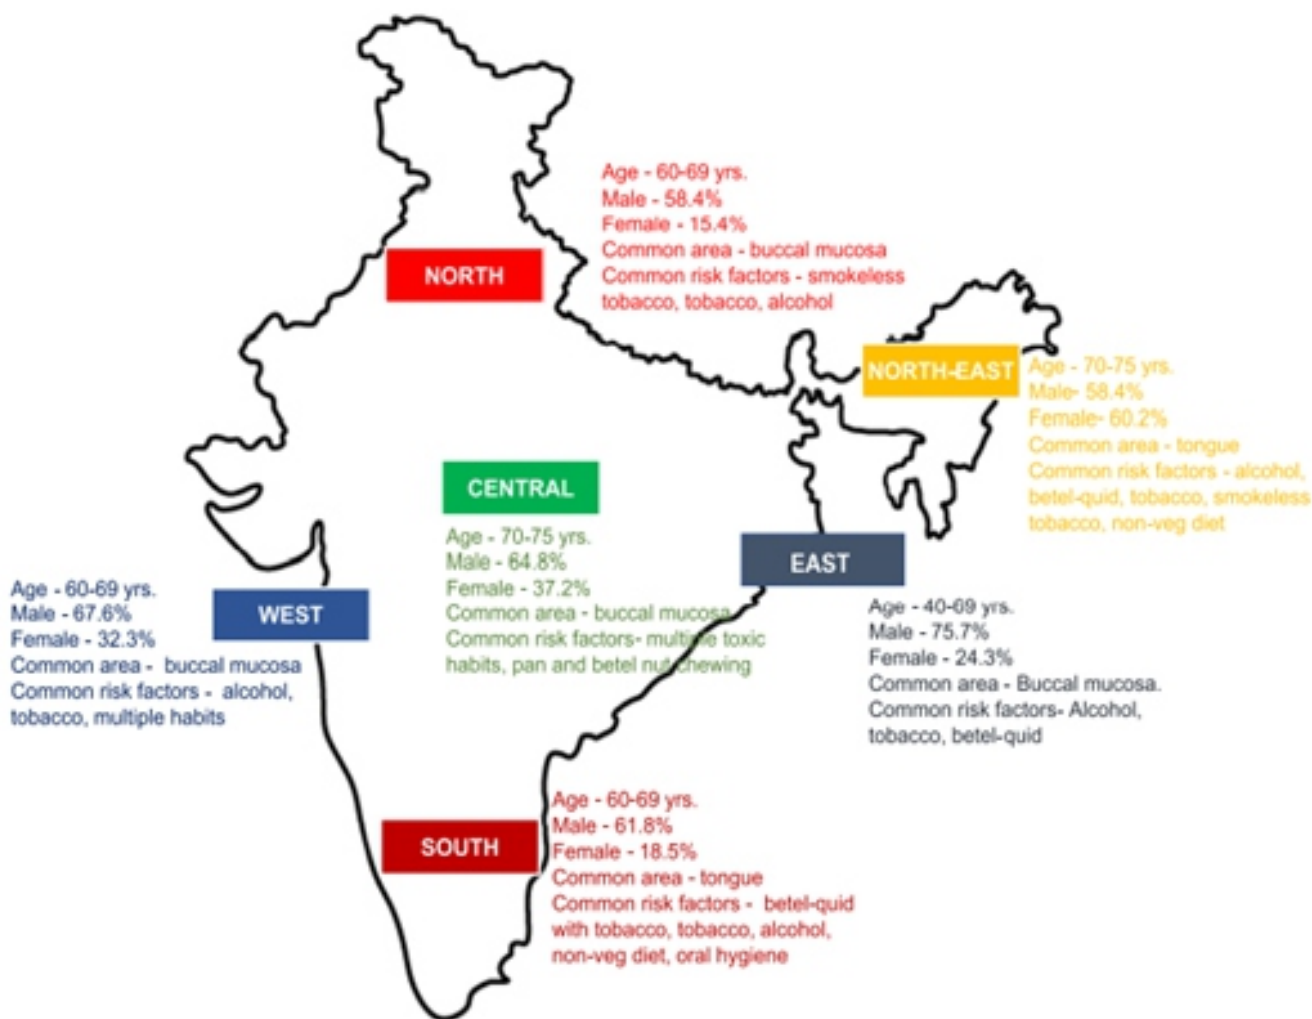 Age - 60-69 yrs.
Male - 58.4%
Female - 15.4%
Common area - buccal mucosa
Common risk factors - smokeless
tobacco, tobacco, alcohol
NORTH
NORTH-EAST
Age - 70-75 yrs.
Male- 58.4%
Female- 60.2%
Common area - tongue
Common risk factors - alcohol,
betel-quid, tobacco, smokeless
tobacco, non-veg diet
CENTRAL
Age - 70-75 yrs.
Male - 64.8%
Female - 37.2%
Common area - buccal mucosa
Common risk factors- multiple toxic
habits, pan and betel nut chewing
EAST
Age - 40-69 yrs.
Male - 75.7%
Female - 24.3%
Common area - Buccal mucosa.
Common risk factors- Alcohol,
tobacco, betel-quid
WEST
Age - 60-69 yrs.
Male - 67.6%
Female - 32.3%
Common area -  buccal mucosa
Common risk factors -  alcohol,
tobacco, multiple habits
SOUTH
Age - 60-69 yrs.
Male - 61.8%
Female - 18.5%
Common area - tongue
Common risk factors -  betel-quid
with tobacco, tobacco, alcohol,
non-veg diet, oral hygiene